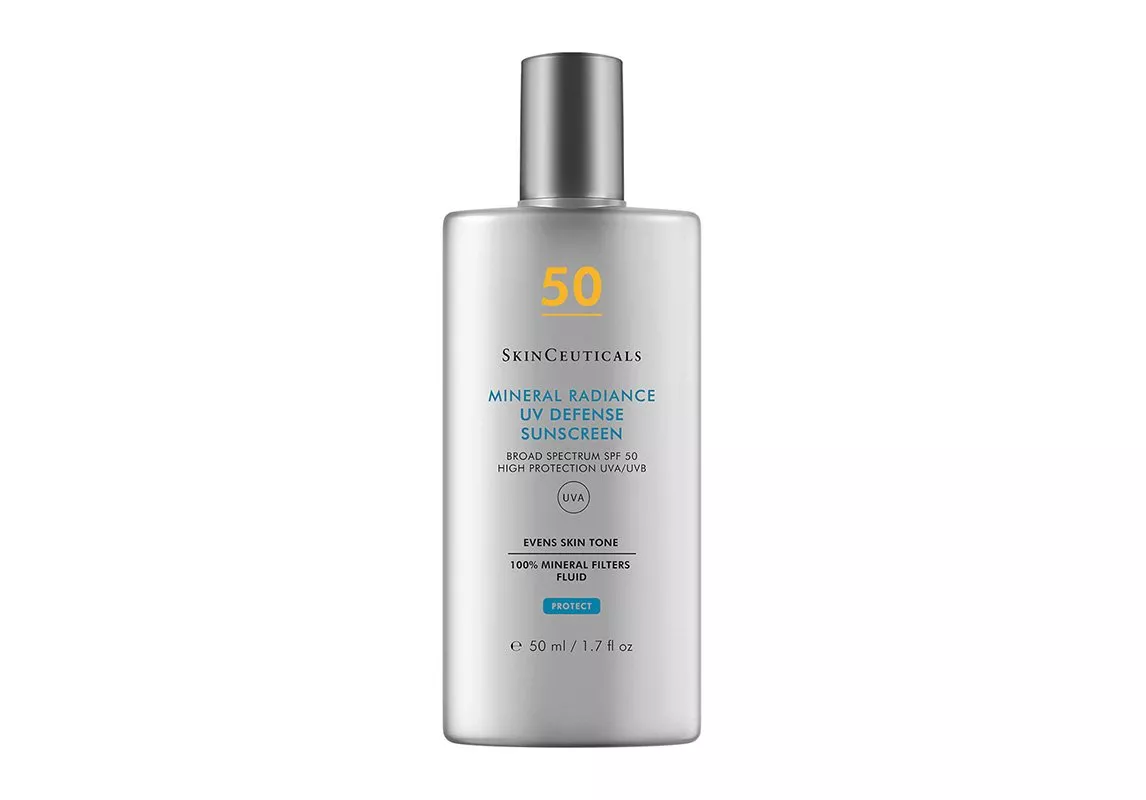 50
SKINCEUTICALS
MINERAL RADIANCE
UV DEFENSE
SUNSCREEN
BROAD SPECTRUM SPF 50
HIGH PROTECTION UVA/UVB
UVA
EVENS SKIN TONE
100% MINERAL FILTERS
FLUID
PROTECT
℮ 50 ml / 1.7 fl oz